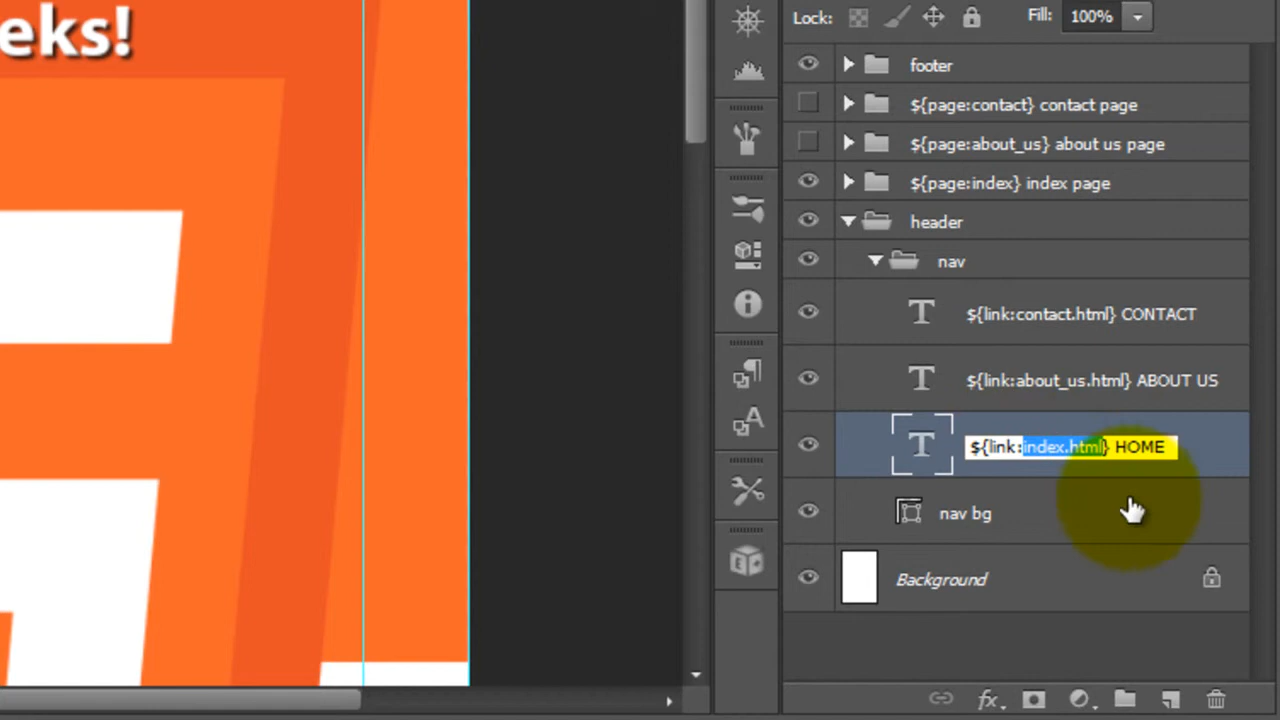 eks!
Lock:
Fill: 100%
footer
${page:contact} contact page
${page:about_us} about us page
${page:index} index page
header
nav
T ${link:contact.html} CONTACT
T ${link:about_us.html} ABOUT US
T ${link:index.html} HOME
nav bg
Background
fx